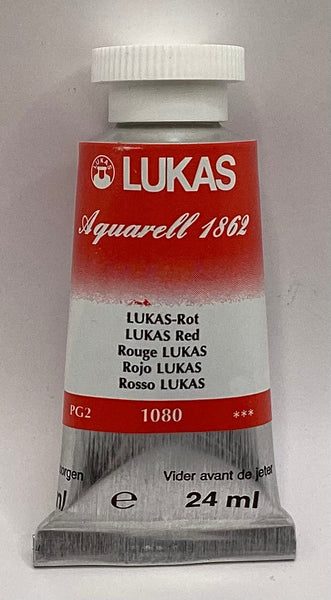 LUKAS
LUKAS
Aquarell 1862
LUKAS-Rot
LUKAS Red
Rouge LUKAS
Rojo LUKAS
Rosso LUKAS
PG2 1080 ***
Vider avant de jeter
e 24 ml